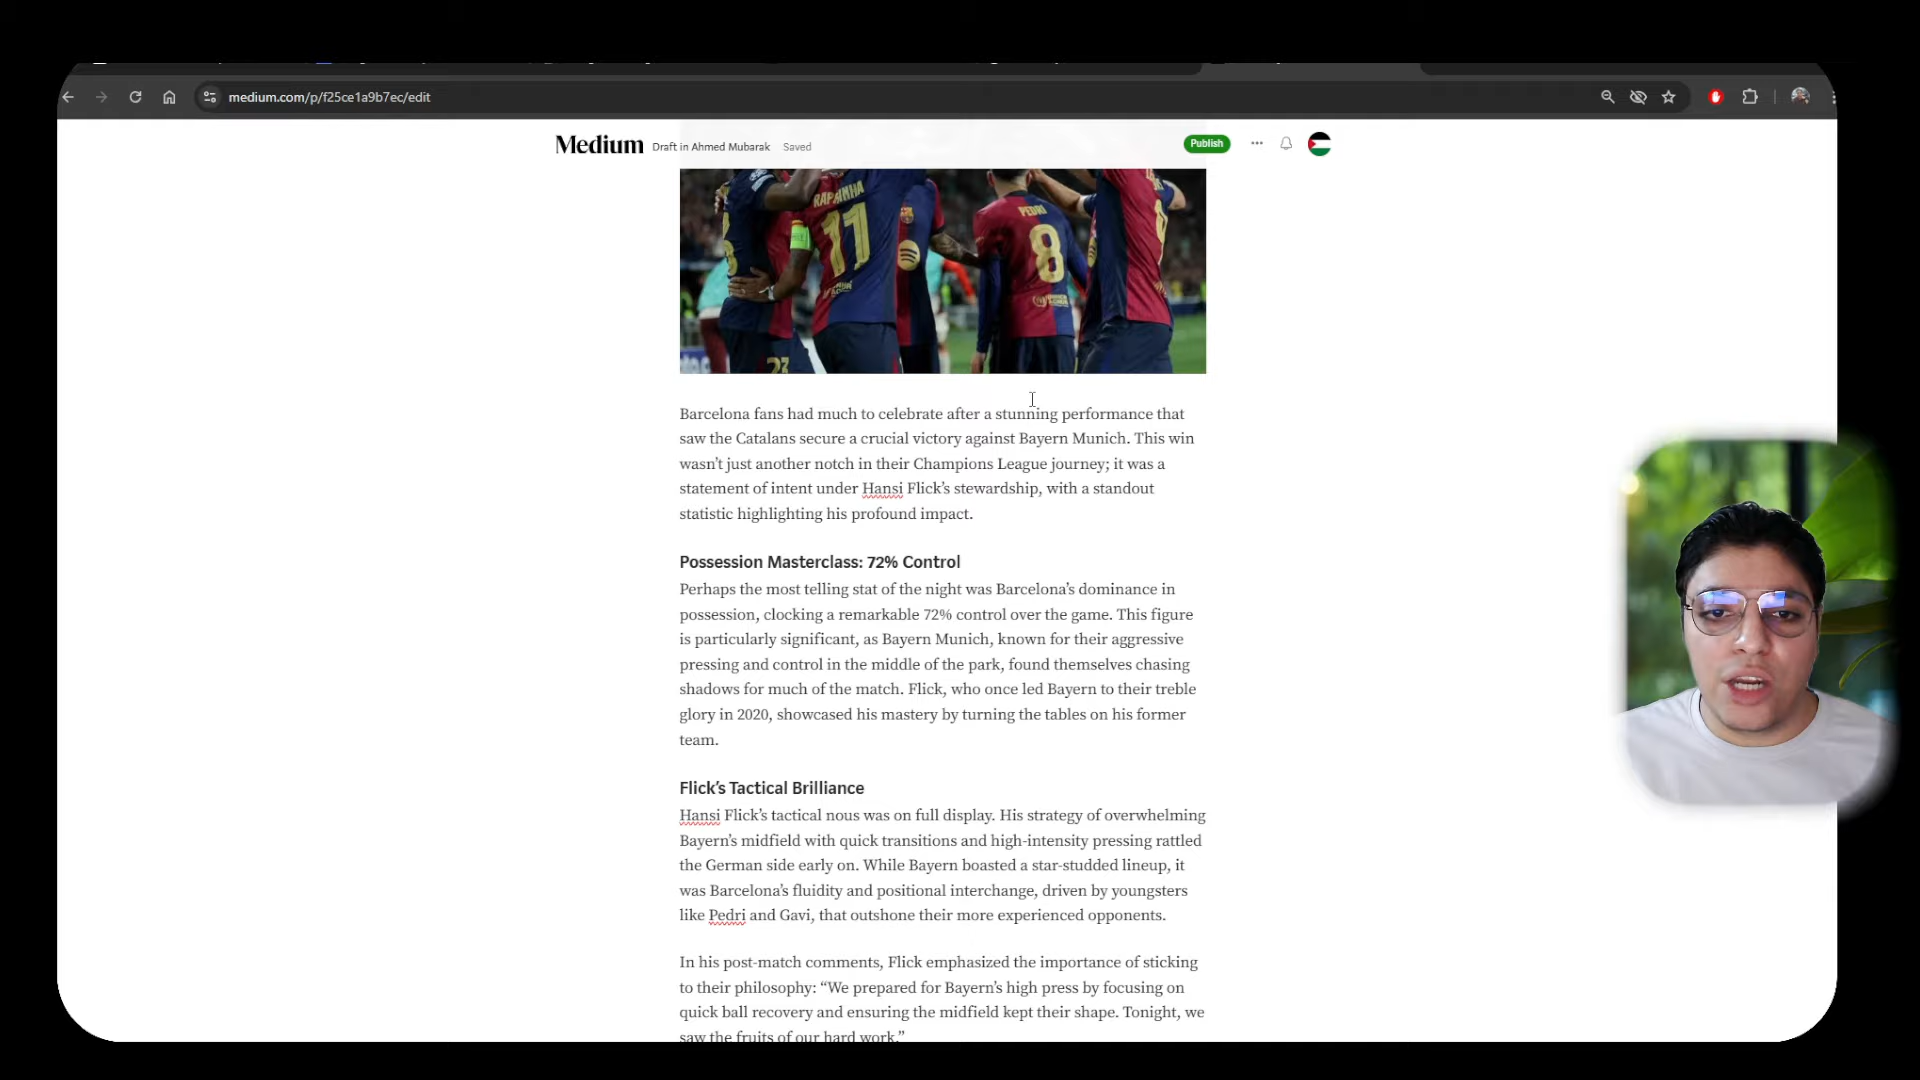 medium.com/p/f25ce1a9b7ec/edit
Medium Draft in Ahmed Mubarak Saved Publish
RAPHINHA
11
PEDRI
8
23
Barcelona fans had much to celebrate after a stunning performance that
saw the Catalans secure a crucial victory against Bayern Munich. This win
wasn’t just another notch in their Champions League journey; it was a
statement of intent under Hansi Flick’s stewardship, with a standout
statistic highlighting his profound impact.
Possession Masterclass: 72% Control
Perhaps the most telling stat of the night was Barcelona’s dominance in
possession, clocking a remarkable 72% control over the game. This figure
is particularly significant, as Bayern Munich, known for their aggressive
pressing and control in the middle of the park, found themselves chasing
shadows for much of the match. Flick, who once led Bayern to their treble
glory in 2020, showcased his mastery by turning the tables on his former
team.
Flick’s Tactical Brilliance
Hansi Flick’s tactical nous was on full display. His strategy of overwhelming
Bayern’s midfield with quick transitions and high-intensity pressing rattled
the German side early on. While Bayern boasted a star-studded lineup, it
was Barcelona’s fluidity and positional interchange, driven by youngsters
like Pedri and Gavi, that outshone their more experienced opponents.
In his post-match comments, Flick emphasized the importance of sticking
to their philosophy: “We prepared for Bayern’s high press by focusing on
quick ball recovery and ensuring the midfield kept their shape. Tonight, we
saw the fruits of our hard work.”